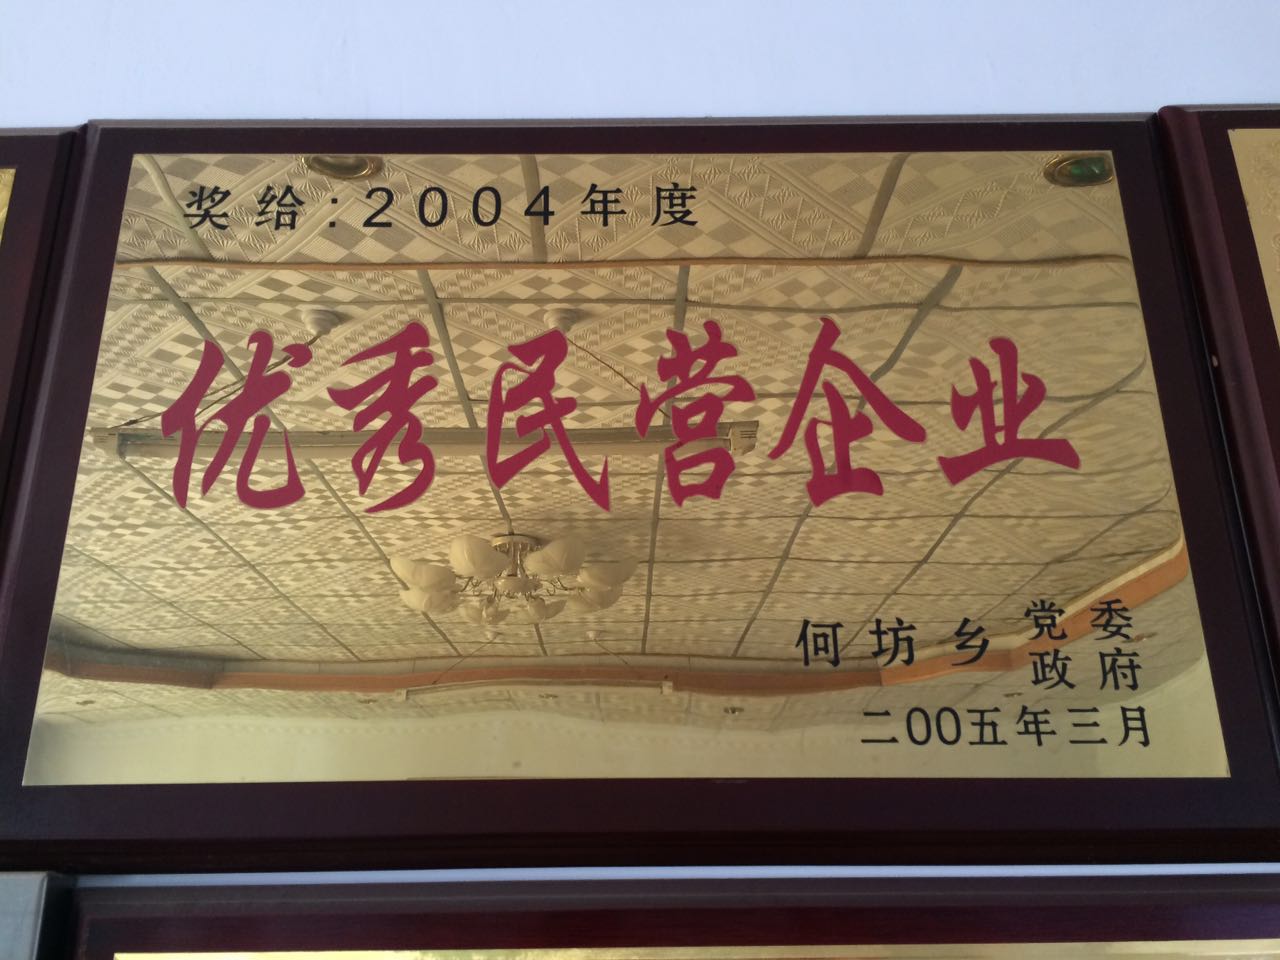 奖给:2004年度
优秀民营企业
何坊乡党委
政府
二00五年三月